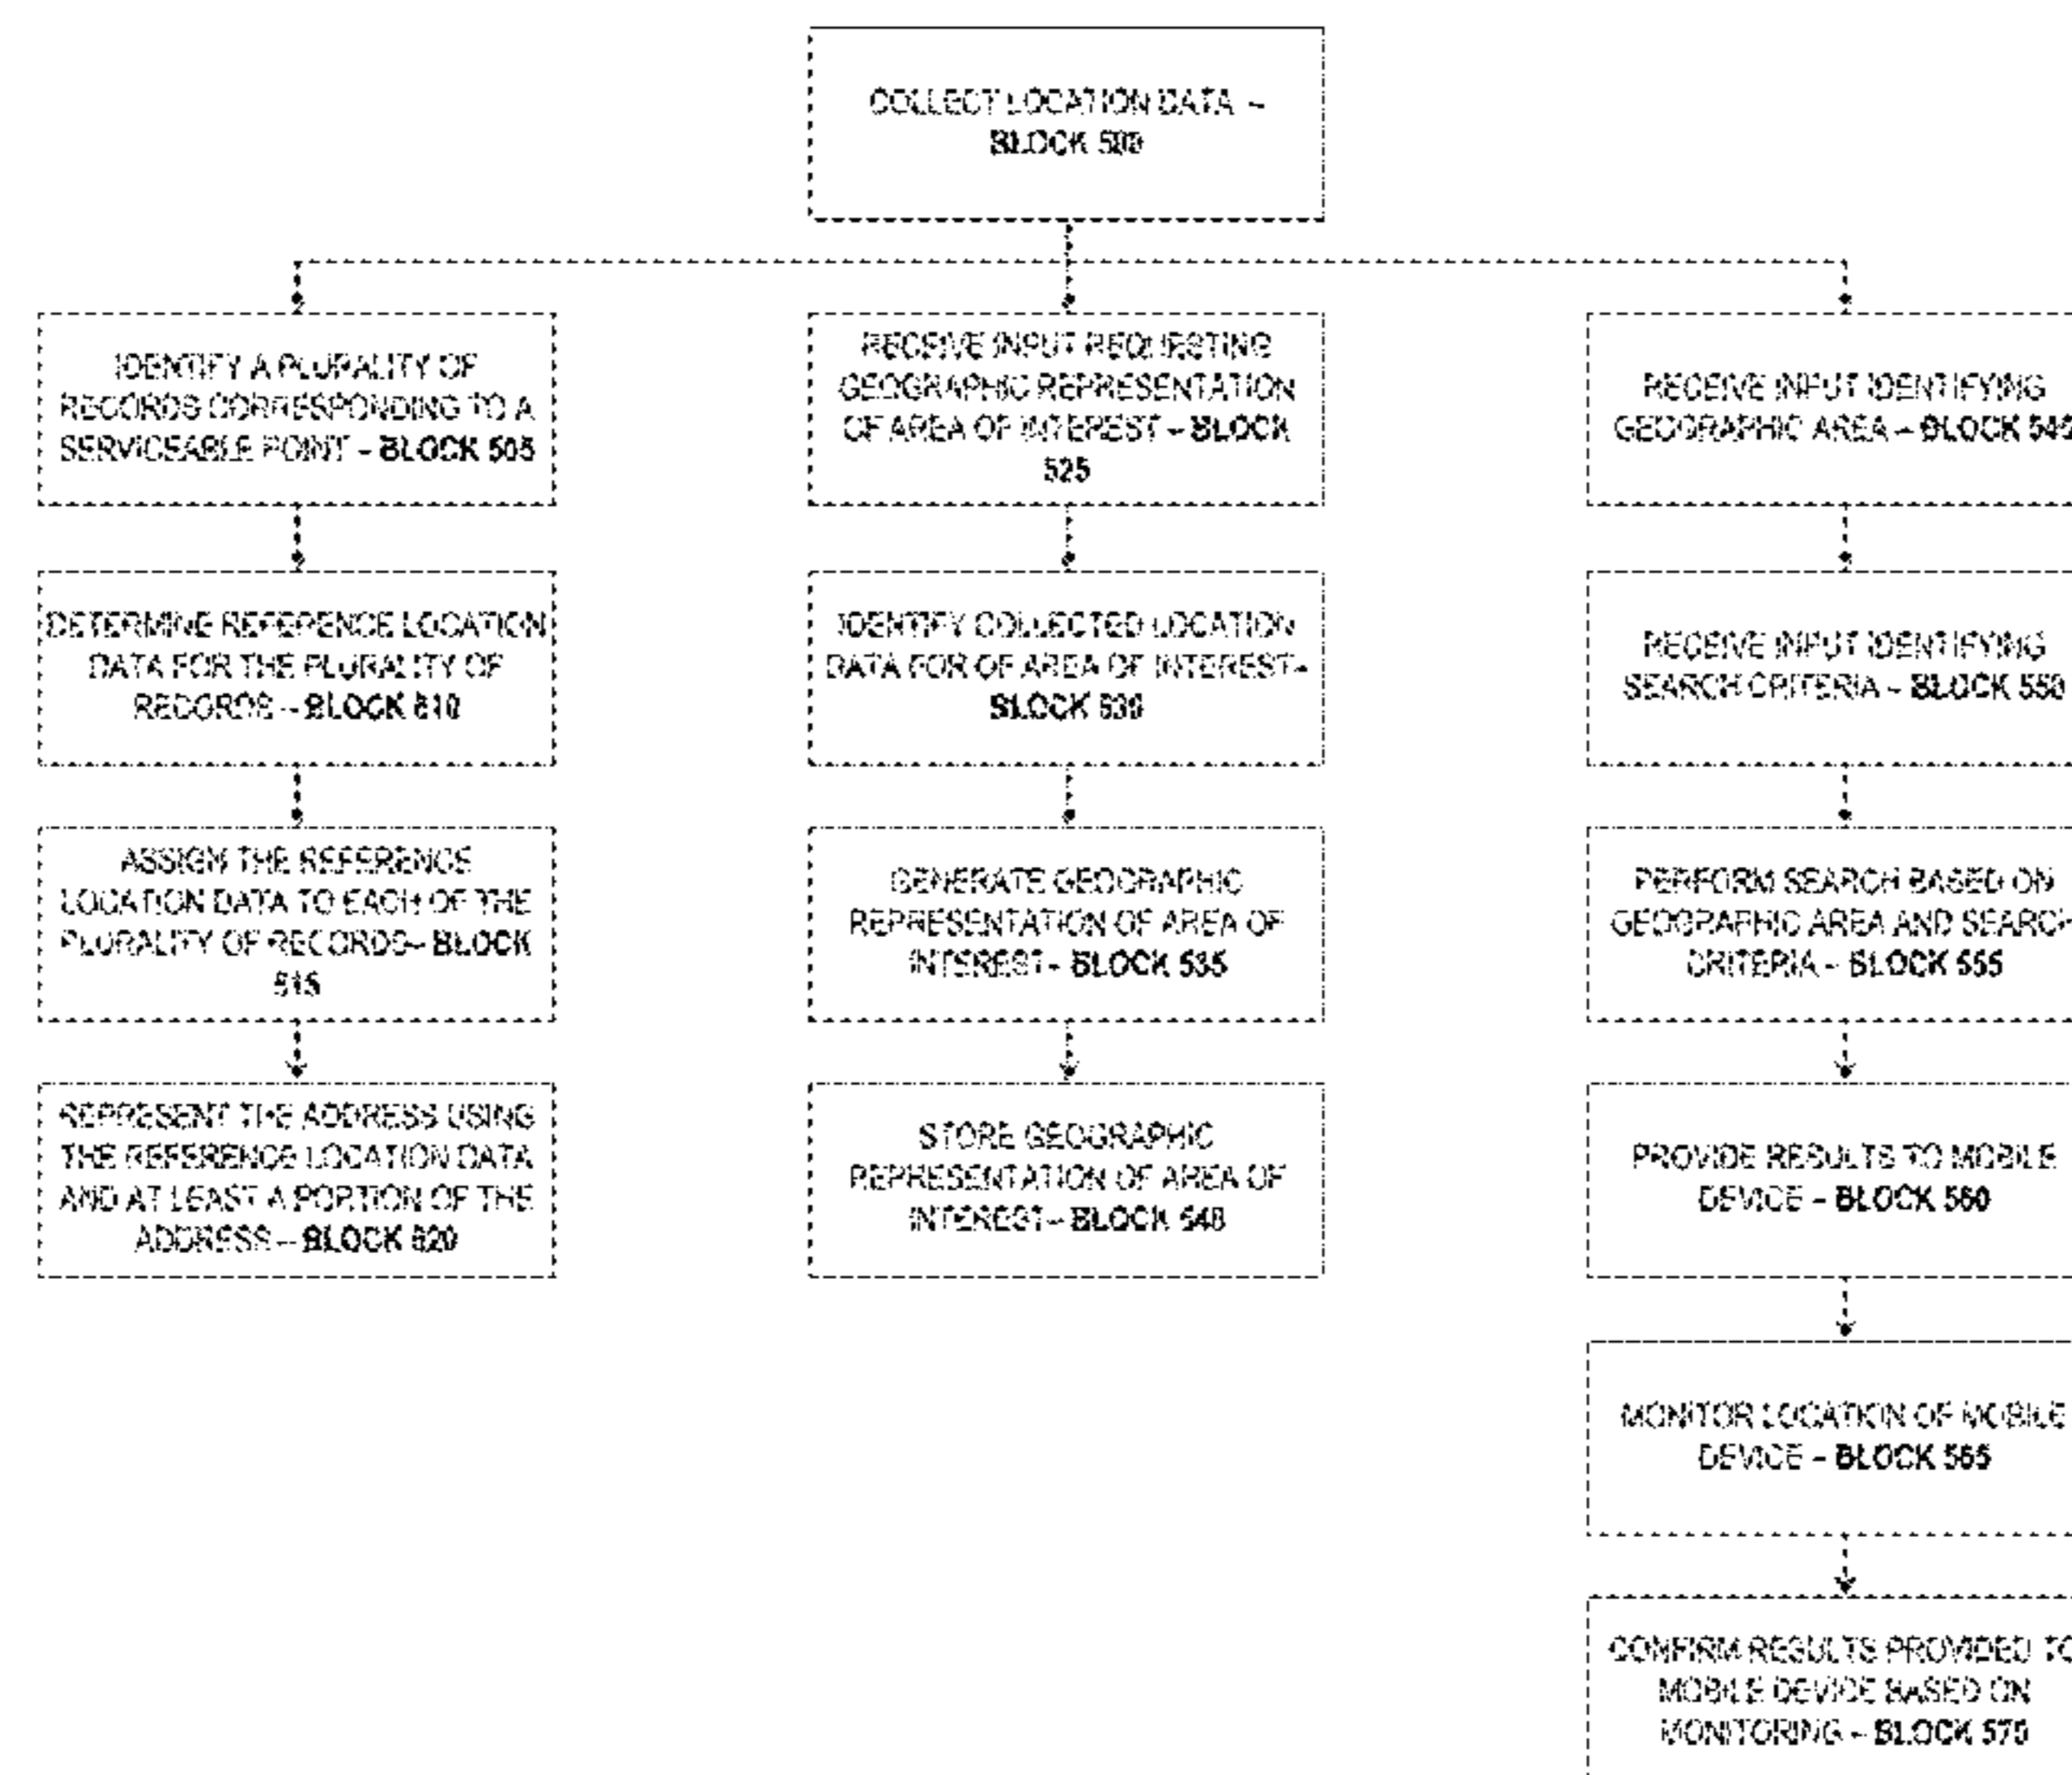 COLLECT LOCATION DATA –
BLOCK 500
IDENTIFY A PLURALITY OF
RECORDS CORRESPONDING TO A
SERVICEABLE POINT – BLOCK 505
DETERMINE REFERENCE LOCATION
DATA FOR THE PLURALITY OF
RECORDS – BLOCK 510
ASSIGN THE REFERENCE
LOCATION DATA TO EACH OF THE
PLURALITY OF RECORDS– BLOCK
515
REPRESENT THE ADDRESS USING
THE REFERENCE LOCATION DATA
AND AT LEAST A PORTION OF THE
ADDRESS – BLOCK 520
RECEIVE INPUT REQUESTING
GEOGRAPHIC REPRESENTATION
OF AREA OF INTEREST – BLOCK
525
IDENTIFY COLLECTED LOCATION
DATA FOR OF AREA OF INTEREST–
BLOCK 530
GENERATE GEOGRAPHIC
REPRESENTATION OF AREA OF
INTEREST– BLOCK 535
STORE GEOGRAPHIC
REPRESENTATION OF AREA OF
INTEREST– BLOCK 540
RECEIVE INPUT IDENTIFYING
GEOGRAPHIC AREA – BLOCK 545
RECEIVE INPUT IDENTIFYING
SEARCH CRITERIA – BLOCK 550
PERFORM SEARCH BASED ON
GEOGRAPHIC AREA AND SEARCH
CRITERIA – BLOCK 555
PROVIDE RESULTS TO MOBILE
DEVICE – BLOCK 560
MONITOR LOCATION OF MOBILE
DEVICE – BLOCK 565
CONFIRM RESULTS PROVIDED TO
MOBILE DEVICE BASED ON
MONITORING – BLOCK 570